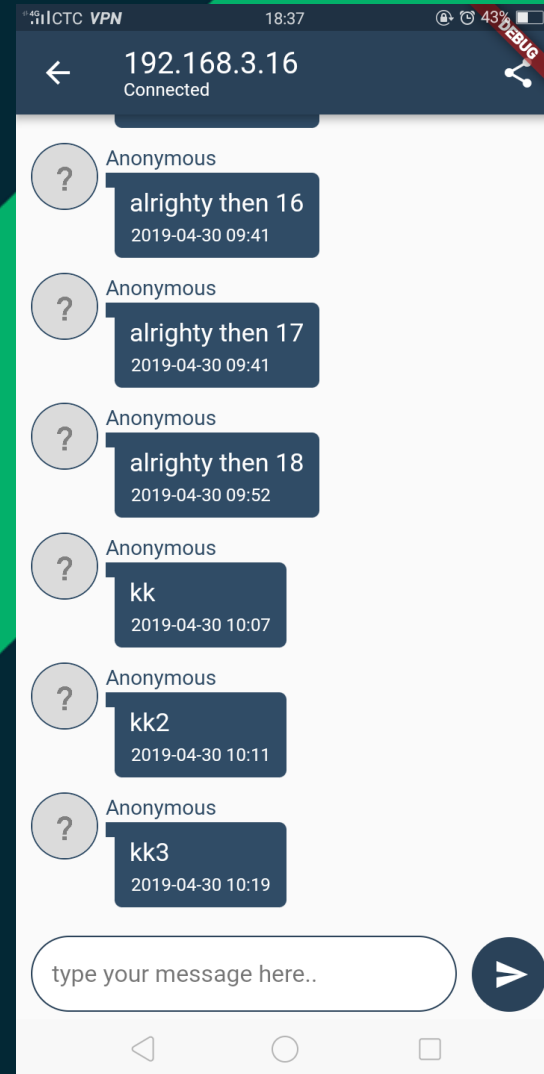 4G CTC VPN 18:37 43%
DEBUG
192.168.3.16
Connected
Anonymous
?
alrighty then 16
2019-04-30 09:41
Anonymous
?
alrighty then 17
2019-04-30 09:41
Anonymous
?
alrighty then 18
2019-04-30 09:52
Anonymous
?
kk
2019-04-30 10:07
Anonymous
?
kk2
2019-04-30 10:11
Anonymous
?
kk3
2019-04-30 10:19
type your message here..